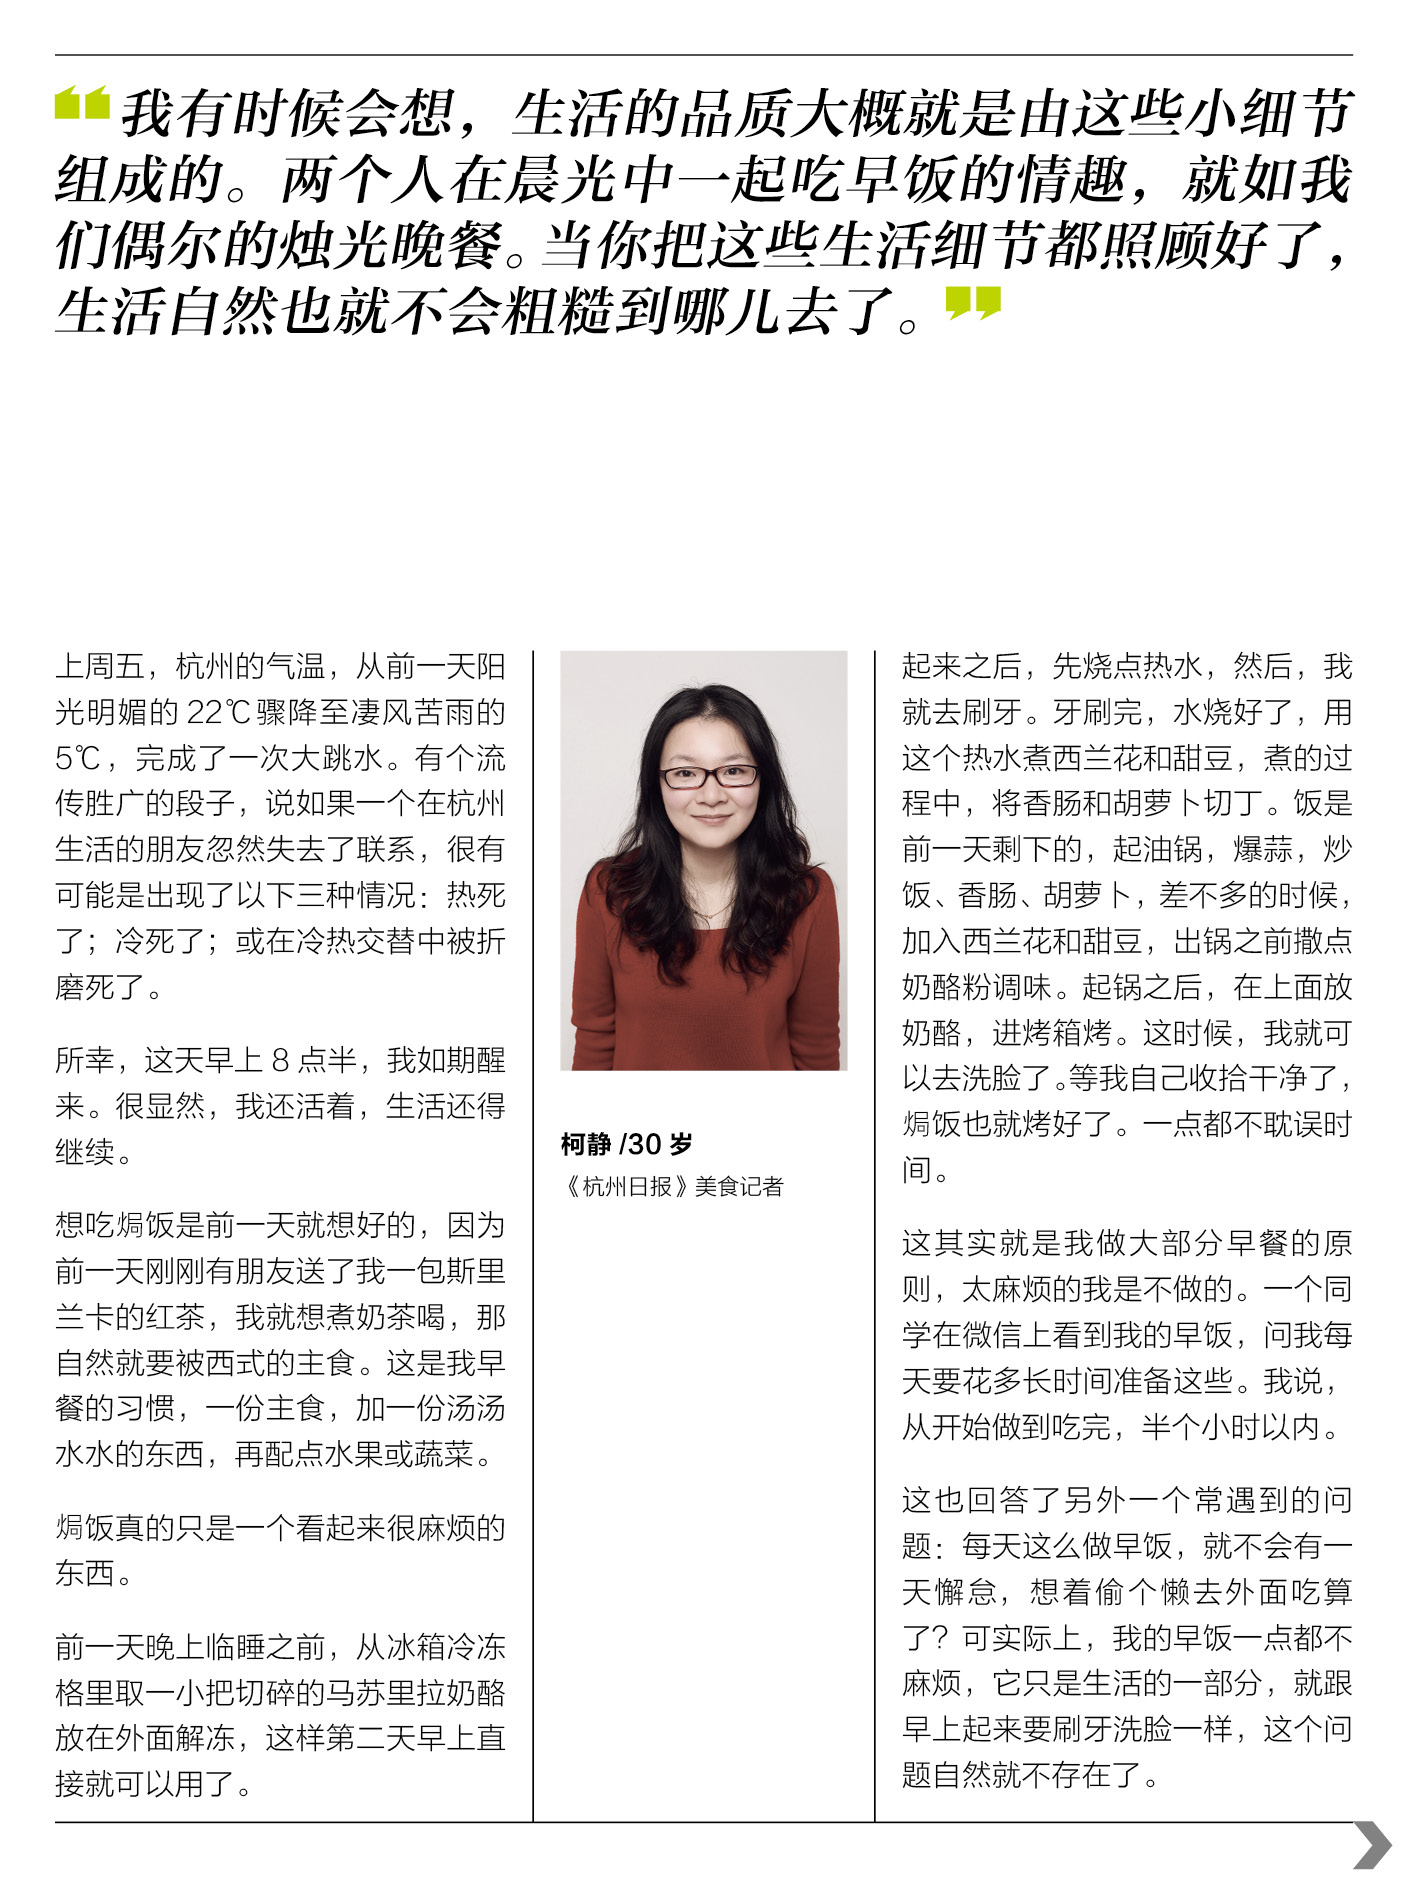 我有时候会想，生活的品质大概就是由这些小细节
组成的。两个人在晨光中一起吃早饭的情趣，就如我
们偶尔的烛光晚餐。当你把这些生活细节都照顾好了，
生活自然也就不会粗糙到哪儿去了。
上周五，杭州的气温，从前一天阳
光明媚的 22℃骤降至凄风苦雨的
5℃，完成了一次大跳水。有个流
传胜广的段子，说如果一个在杭州
生活的朋友忽然失去了联系，很有
可能是出现了以下三种情况：热死
了；冷死了；或在冷热交替中被折
磨死了。
所幸，这天早上 8 点半，我如期醒
来。很显然，我还活着，生活还得
继续。
想吃焗饭是前一天就想好的，因为
前一天刚刚有朋友送了我一包斯里
兰卡的红茶，我就想煮奶茶喝，那
自然就要被西式的主食。这是我早
餐的习惯，一份主食，加一份汤汤
水水的东西，再配点水果或蔬菜。
焗饭真的只是一个看起来很麻烦的
东西。
前一天晚上临睡之前，从冰箱冷冻
格里取一小把切碎的马苏里拉奶酪
放在外面解冻，这样第二天早上直
接就可以用了。
柯静 /30 岁
《杭州日报》美食记者
起来之后，先烧点热水，然后，我
就去刷牙。牙刷完，水烧好了，用
这个热水煮西兰花和甜豆，煮的过
程中，将香肠和胡萝卜切丁。饭是
前一天剩下的，起油锅，爆蒜，炒
饭、香肠、胡萝卜，差不多的时候，
加入西兰花和甜豆，出锅之前撒点
奶酪粉调味。起锅之后，在上面放
奶酪，进烤箱烤。这时候，我就可
以去洗脸了。等我自己收拾干净了，
焗饭也就烤好了。一点都不耽误时
间。
这其实就是我做大部分早餐的原
则，太麻烦的我是不做的。一个同
学在微信上看到我的早饭，问我每
天要花多长时间准备这些。我说，
从开始做到吃完，半个小时以内。
这也回答了另外一个常遇到的问
题：每天这么做早饭，就不会有一
天懈怠，想着偷个懒去外面吃算
了？可实际上，我的早饭一点都不
麻烦，它只是生活的一部分，就跟
早上起来要刷牙洗脸一样，这个问
题自然就不存在了。